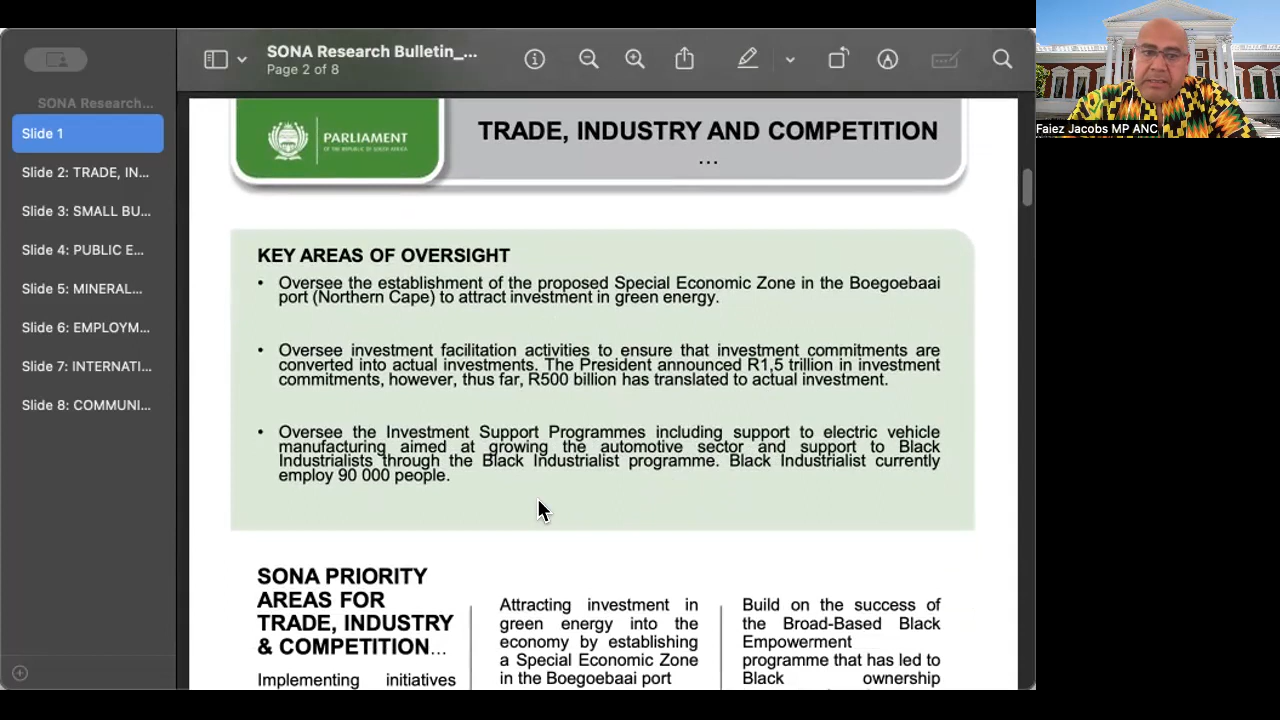 SONA Research Bulletin_...
Page 2 of 8
SONA Research...
Slide 1
Slide 2: TRADE, IN...
Slide 3: SMALL BU...
Slide 4: PUBLIC E...
Slide 5: MINERAL...
Slide 6: EMPLOYM...
Slide 7: INTERNATI...
Slide 8: COMMUNI...
PARLIAMENT
OF THE REPUBLIC OF SOUTH AFRICA
TRADE, INDUSTRY AND COMPETITION
...
KEY AREAS OF OVERSIGHT
• Oversee the establishment of the proposed Special Economic Zone in the Boegoebaai
port (Northern Cape) to attract investment in green energy.
• Oversee investment facilitation activities to ensure that investment commitments are
converted into actual investments. The President announced R1,5 trillion in investment
commitments, however, thus far, R500 billion has translated to actual investment.
• Oversee the Investment Support Programmes including support to electric vehicle
manufacturing aimed at growing the automotive sector and support to Black
Industrialists through the Black Industrialist programme. Black Industrialist currently
employ 90 000 people.
SONA PRIORITY
AREAS FOR
TRADE, INDUSTRY
& COMPETITION...
Implementing initiatives
Attracting investment in
green energy into the
economy by establishing
a Special Economic Zone
in the Boegoebaai port
Build on the success of
the Broad-Based Black
Empowerment
programme that has led to
Black ownership
Faiez Jacobs MP ANC